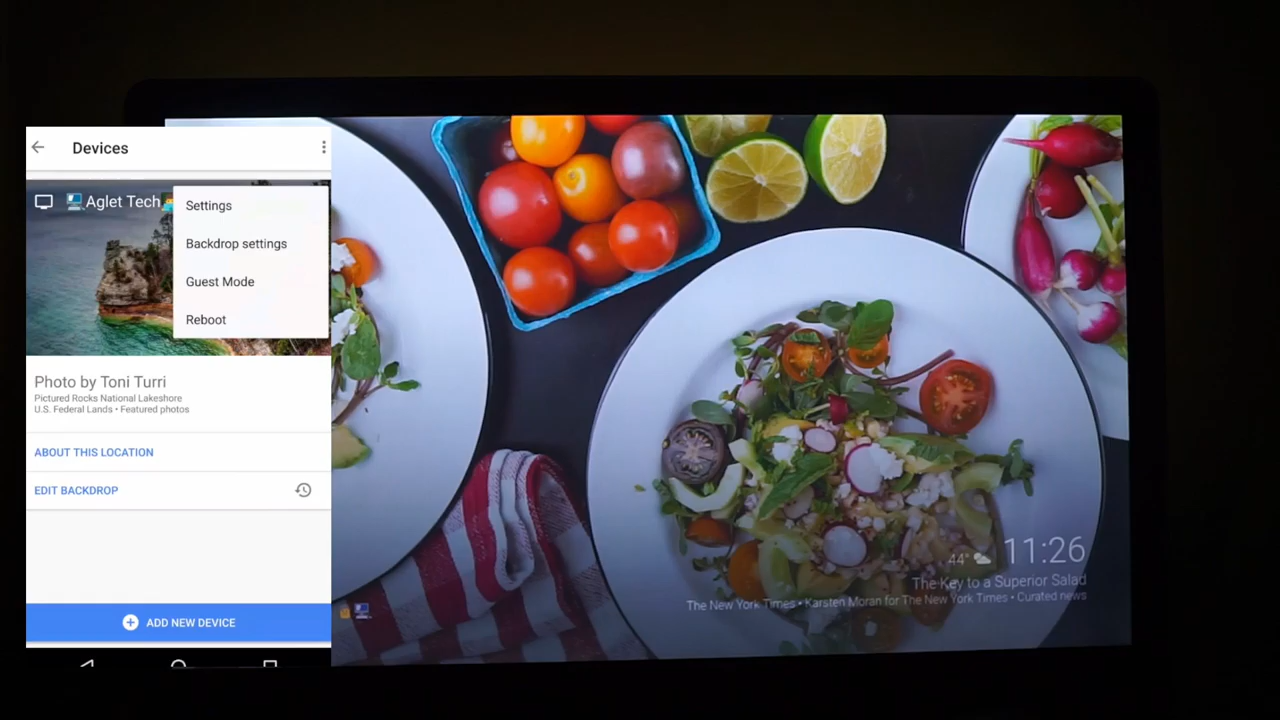 Devices
Aglet Tech
Settings
Backdrop settings
Guest Mode
Reboot
Photo by Toni Turri
Pictured Rocks National Lakeshore
U.S. Federal Lands • Featured photos
ABOUT THIS LOCATION
EDIT BACKDROP
ADD NEW DEVICE
44° 11:26
The Key to a Superior Salad
The New York Times • Karsten Moran for The New York Times • Curated news